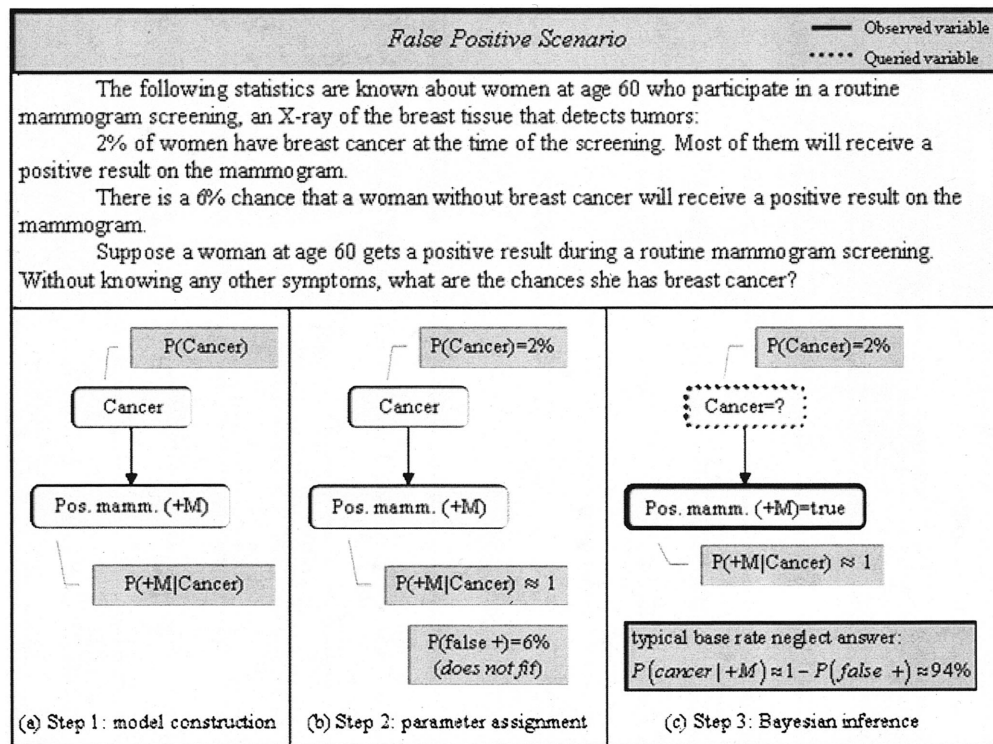 False Positive Scenario
Observed variable
Queried variable
The following statistics are known about women at age 60 who participate in a routine
mammogram screening, an X-ray of the breast tissue that detects tumors:
2% of women have breast cancer at the time of the screening. Most of them will receive a
positive result on the mammogram.
There is a 6% chance that a woman without breast cancer will receive a positive result on the
mammogram.
Suppose a woman at age 60 gets a positive result during a routine mammogram screening.
Without knowing any other symptoms, what are the chances she has breast cancer?
P(Cancer)
Cancer
Pos. mamm. (+M)
P(+M|Cancer)
(a) Step 1: model construction
P(Cancer)=2%
Cancer
Pos. mamm. (+M)
P(+M|Cancer) ≈ 1
P(false +)=6%
(does not fit)
(b) Step 2: parameter assignment
P(Cancer)=2%
Cancer=?
Pos. mamm. (+M)=true
P(+M|Cancer) ≈ 1
typical base rate neglect answer:
P(cancer | +M) ≈ 1 − P(false +) ≈ 94%
(c) Step 3: Bayesian inference